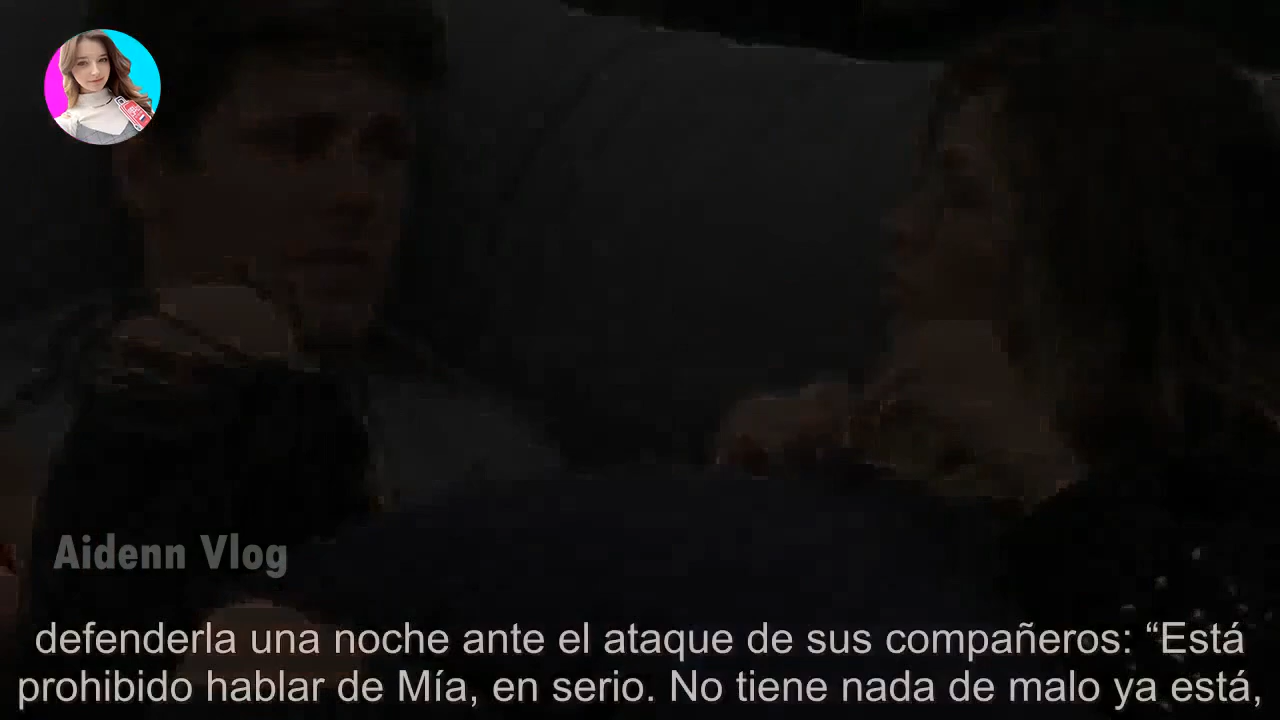 Aidenn Vlog
defenderla una noche ante el ataque de sus compañeros: “Está
prohibido hablar de Mía, en serio. No tiene nada de malo ya está,